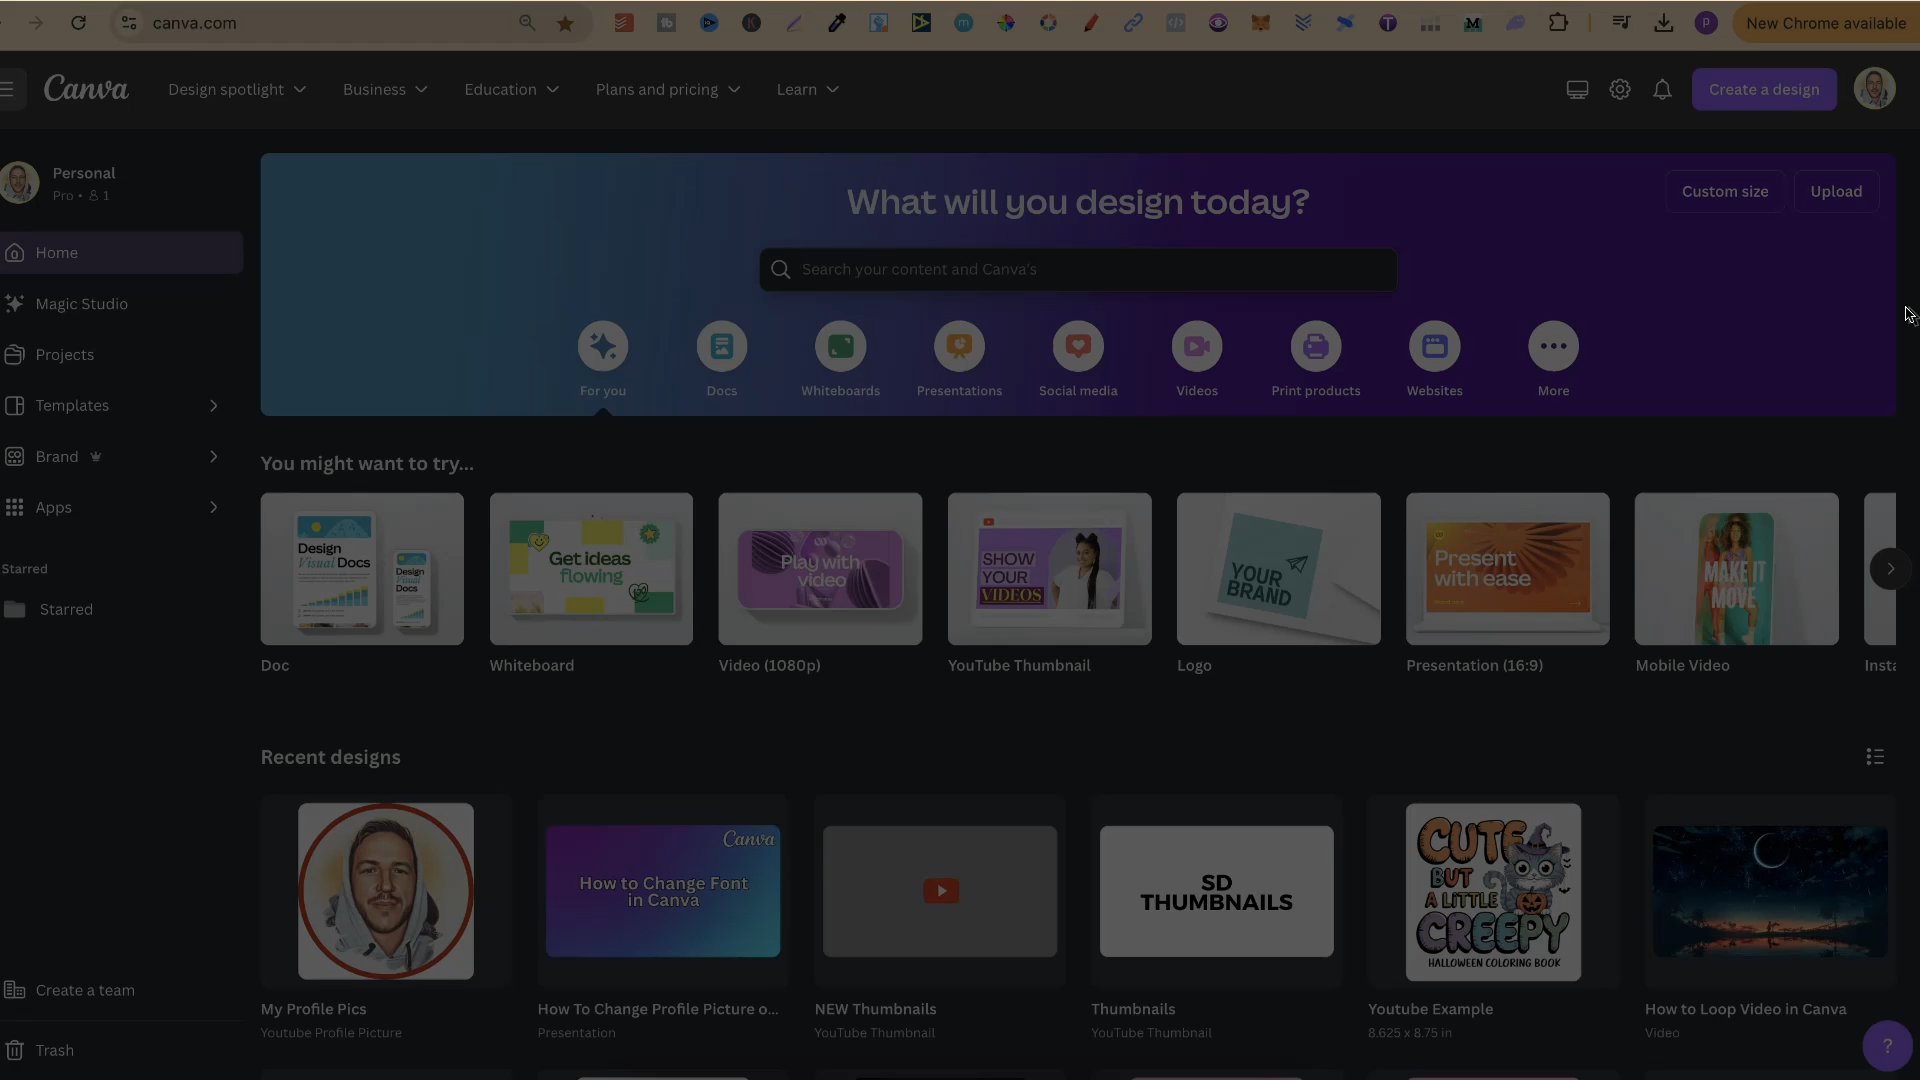 canva.com
New Chrome available
Canva
Design spotlight
Business
Education
Plans and pricing
Learn
Create a design
Personal
Pro • 1
Home
Magic Studio
Projects
Templates
Brand
Apps
Starred
Starred
Create a team
Trash
What will you design today?
Custom size
Upload
Search your content and Canva's
For you
Docs
Whiteboards
Presentations
Social media
Videos
Print products
Websites
More
You might want to try...
Design
Visual Docs
Design
Visual
Docs
Get ideas
flowing
Play with
video
SHOW
YOUR
VIDEOS
YOUR
BRAND
Present
with ease
MAKE IT
MOVE
Doc
Whiteboard
Video (1080p)
YouTube Thumbnail
Logo
Presentation (16:9)
Mobile Video
Insta
Recent designs
Canva
How to Change Font
in Canva
SD
THUMBNAILS
CUTE
BUT
A LITTLE
CREEPY
HALLOWEEN COLORING BOOK
My Profile Pics
Youtube Profile Picture
How To Change Profile Picture o...
Presentation
NEW Thumbnails
YouTube Thumbnail
Thumbnails
YouTube Thumbnail
Youtube Example
8.625 x 8.75 in
How to Loop Video in Canva
Video
?